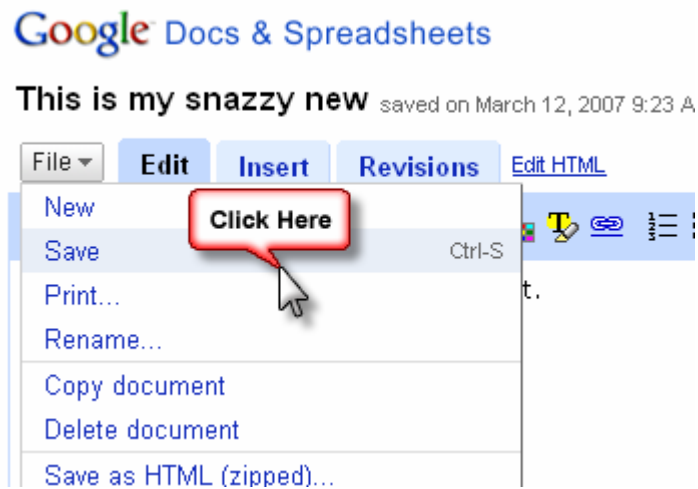 Google Docs & Spreadsheets
This is my snazzy new saved on March 12, 2007 9:23 A
File Edit Insert Revisions Edit HTML
New
Click Here
Save Ctrl-S
Print...
t.
Rename...
Copy document
Delete document
Save as HTML (zipped)...